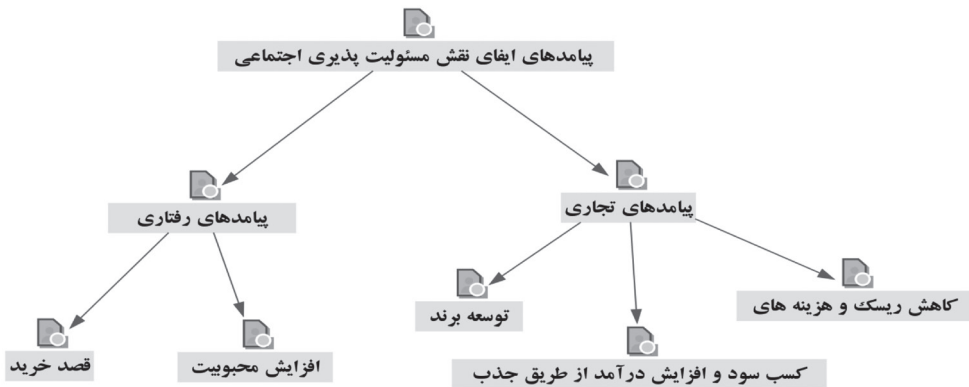 پیامدهای ایفای نقش مسئولیت پذیری اجتماعی
پیامدهای تجاری
پیامدهای رفتاری
کاهش ریسک و هزینه های
توسعه برند
کسب سود و افزایش درآمد از طریق جذب
افزایش محبوبیت
قصد خرید